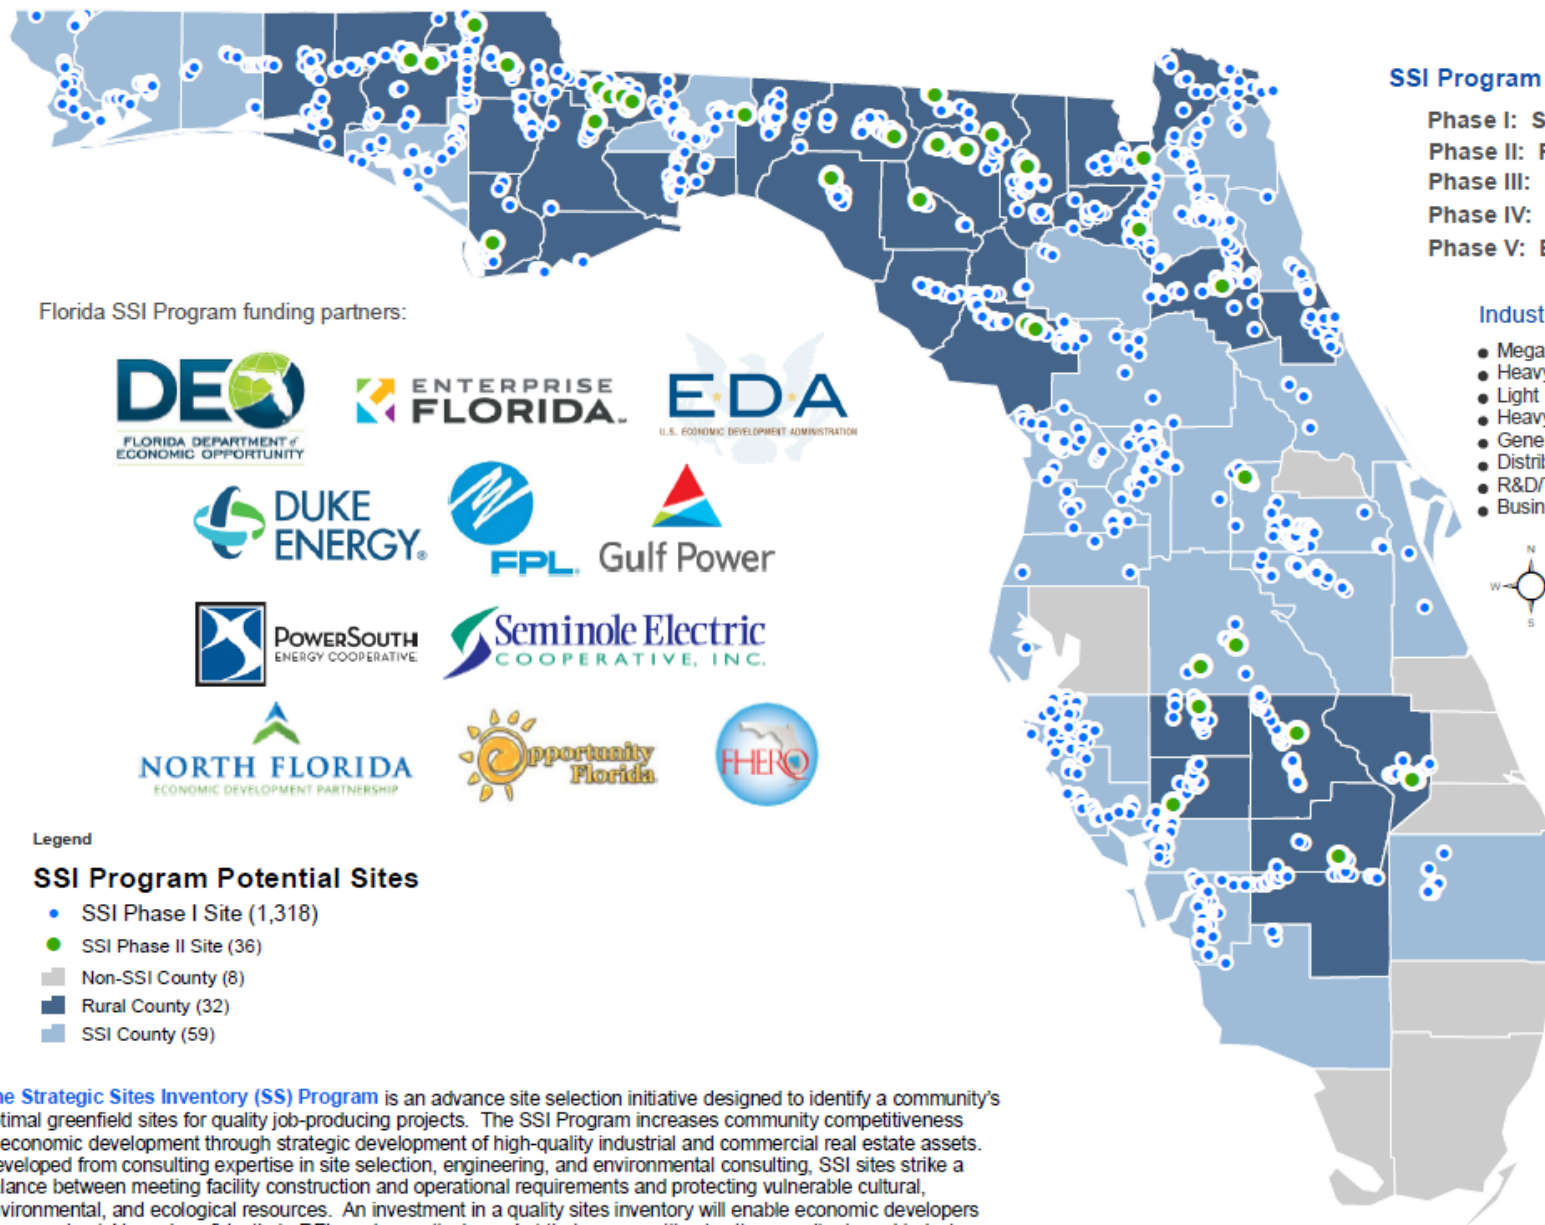 SSI Program
Phase I: S
Phase II: F
Phase III:
Phase IV:
Phase V: E
Florida SSI Program funding partners:
Indust
Mega
Heavy
Light
Heavy
Gene
Distrib
R&D/
Busin
N
W
S
DEO
FLORIDA DEPARTMENT of
ECONOMIC OPPORTUNITY
ENTERPRISE
FLORIDA
EDA
U.S. ECONOMIC DEVELOPMENT ADMINISTRATION
DUKE
ENERGY®
FPL
Gulf Power
POWERSOUTH
ENERGY COOPERATIVE
Seminole Electric
COOPERATIVE, INC.
NORTH FLORIDA
ECONOMIC DEVELOPMENT PARTNERSHIP
Opportunity
Florida
FHERO
Legend
SSI Program Potential Sites
SSI Phase I Site (1,318)
SSI Phase II Site (36)
Non-SSI County (8)
Rural County (32)
SSI County (59)
he Strategic Sites Inventory (SS) Program is an advance site selection initiative designed to identify a community's
timal greenfield sites for quality job-producing projects. The SSI Program increases community competitiveness
economic development through strategic development of high-quality industrial and commercial real estate assets.
eveloped from consulting expertise in site selection, engineering, and environmental consulting, SSI sites strike a
lance between meeting facility construction and operational requirements and protecting vulnerable cultural,
vironmental, and ecological resources. An investment in a quality sites inventory will enable economic developers